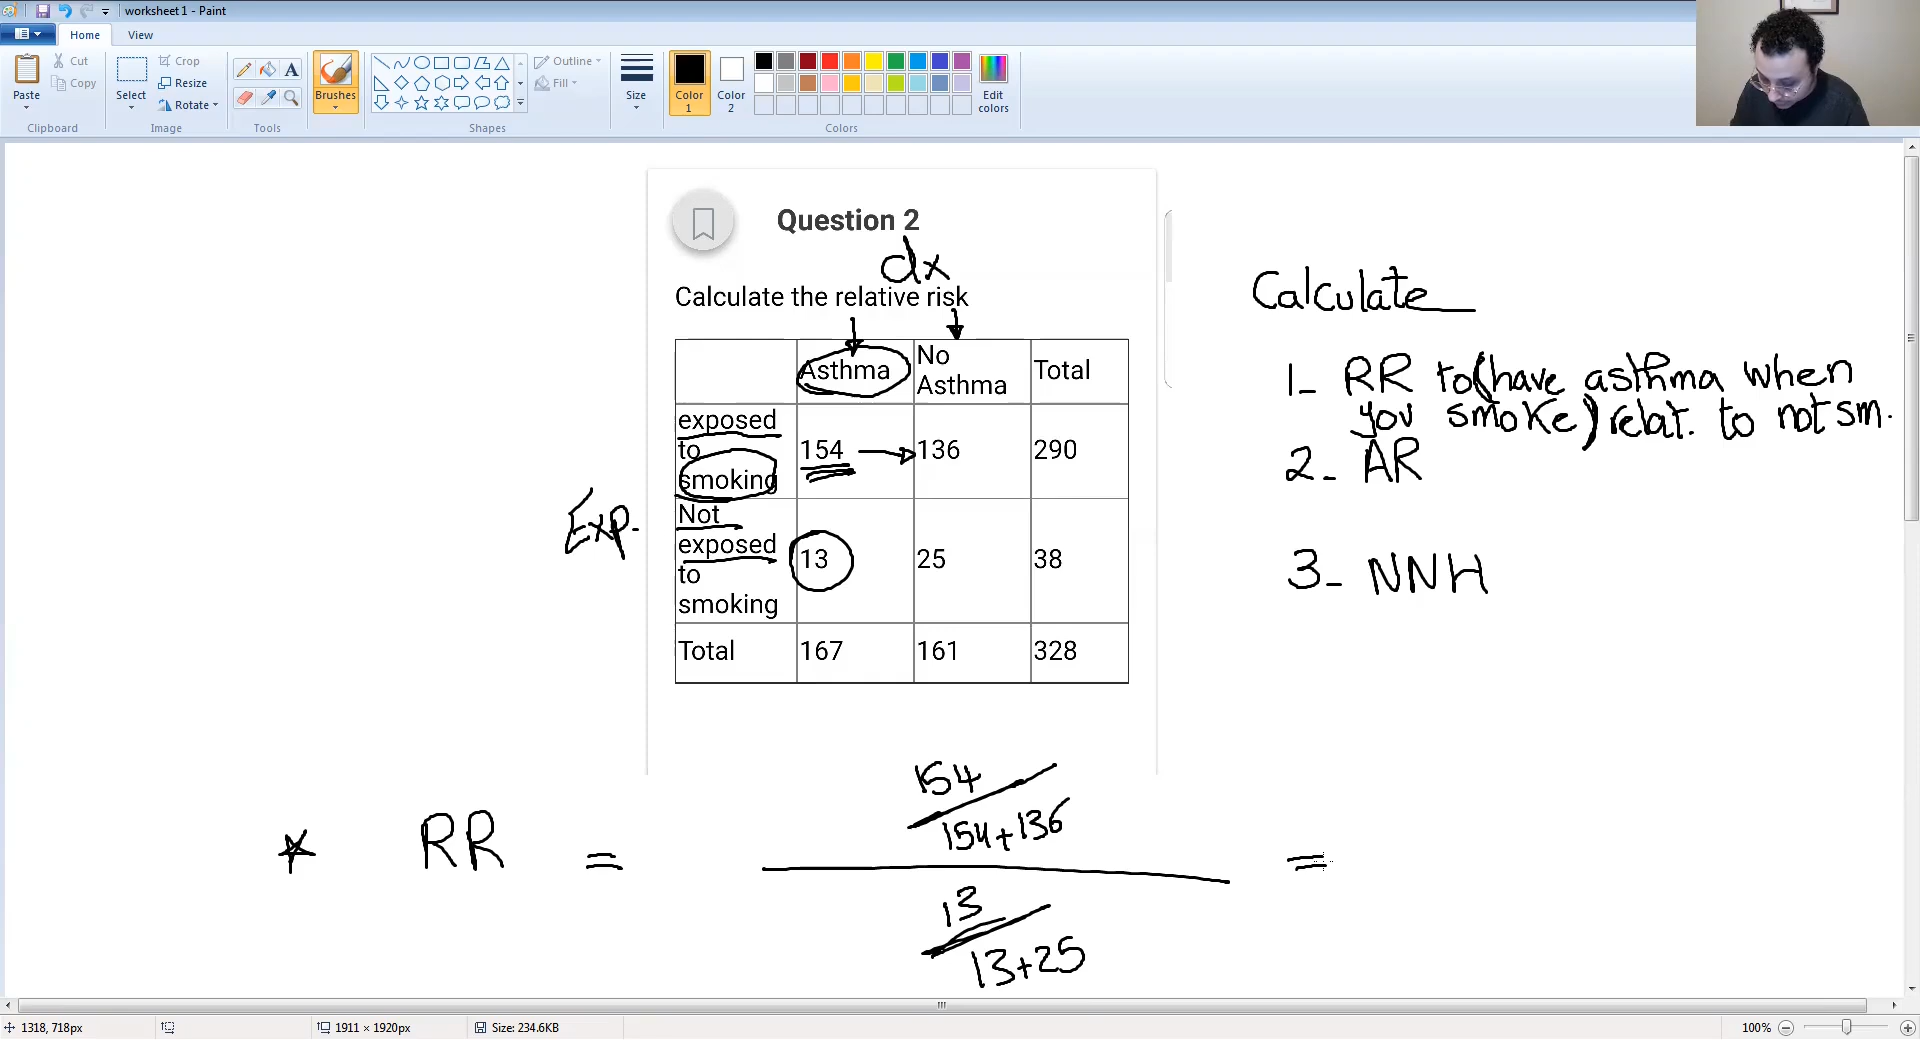 worksheet1 - Paint
Home View
Paste
Cut
Copy
Clipboard
Select
Crop
Resize
Rotate
Image
A
Tools
Brushes
Shapes
Outline
Fill
Size
Color 1
Color 2
Edit colors
Colors
Question 2
dx
Calculate the relative risk
Asthma
No Asthma
Total
exposed to smoking
154
136
290
Exp.
Not exposed to smoking
13
25
38
Total
167
161
328
Calculate
1- RR to (have asthma when
you smoke) relat. to not sm.
2- AR
3- NNH
RR =
154
154+136
13
13+25
=
1318, 718px
1911 × 1920px
Size: 234.6KB
100%